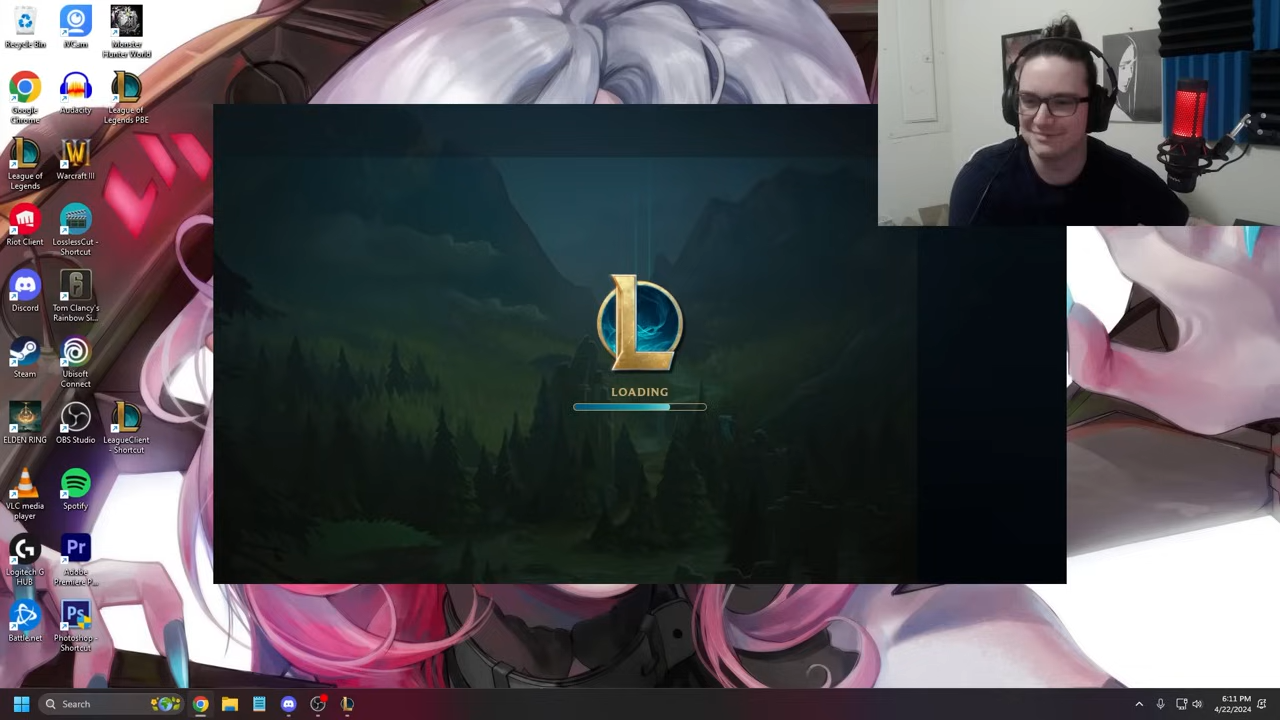 Recycle Bin
iVCam
Monster
Hunter World
Google
Chrome
Audacity
League of
Legends PBE
League of
Legends
Warcraft III
Riot Client
LosslessCut -
Shortcut
Discord
Tom Clancy's
Rainbow Si...
Steam
Ubisoft
Connect
ELDEN RING
OBS Studio
LeagueClient
- Shortcut
VLC media
player
Spotify
Logitech G
HUB
Adobe
Premiere P...
Battle.net
Photoshop -
Shortcut
LOADING
Search
6:11 PM
4/22/2024